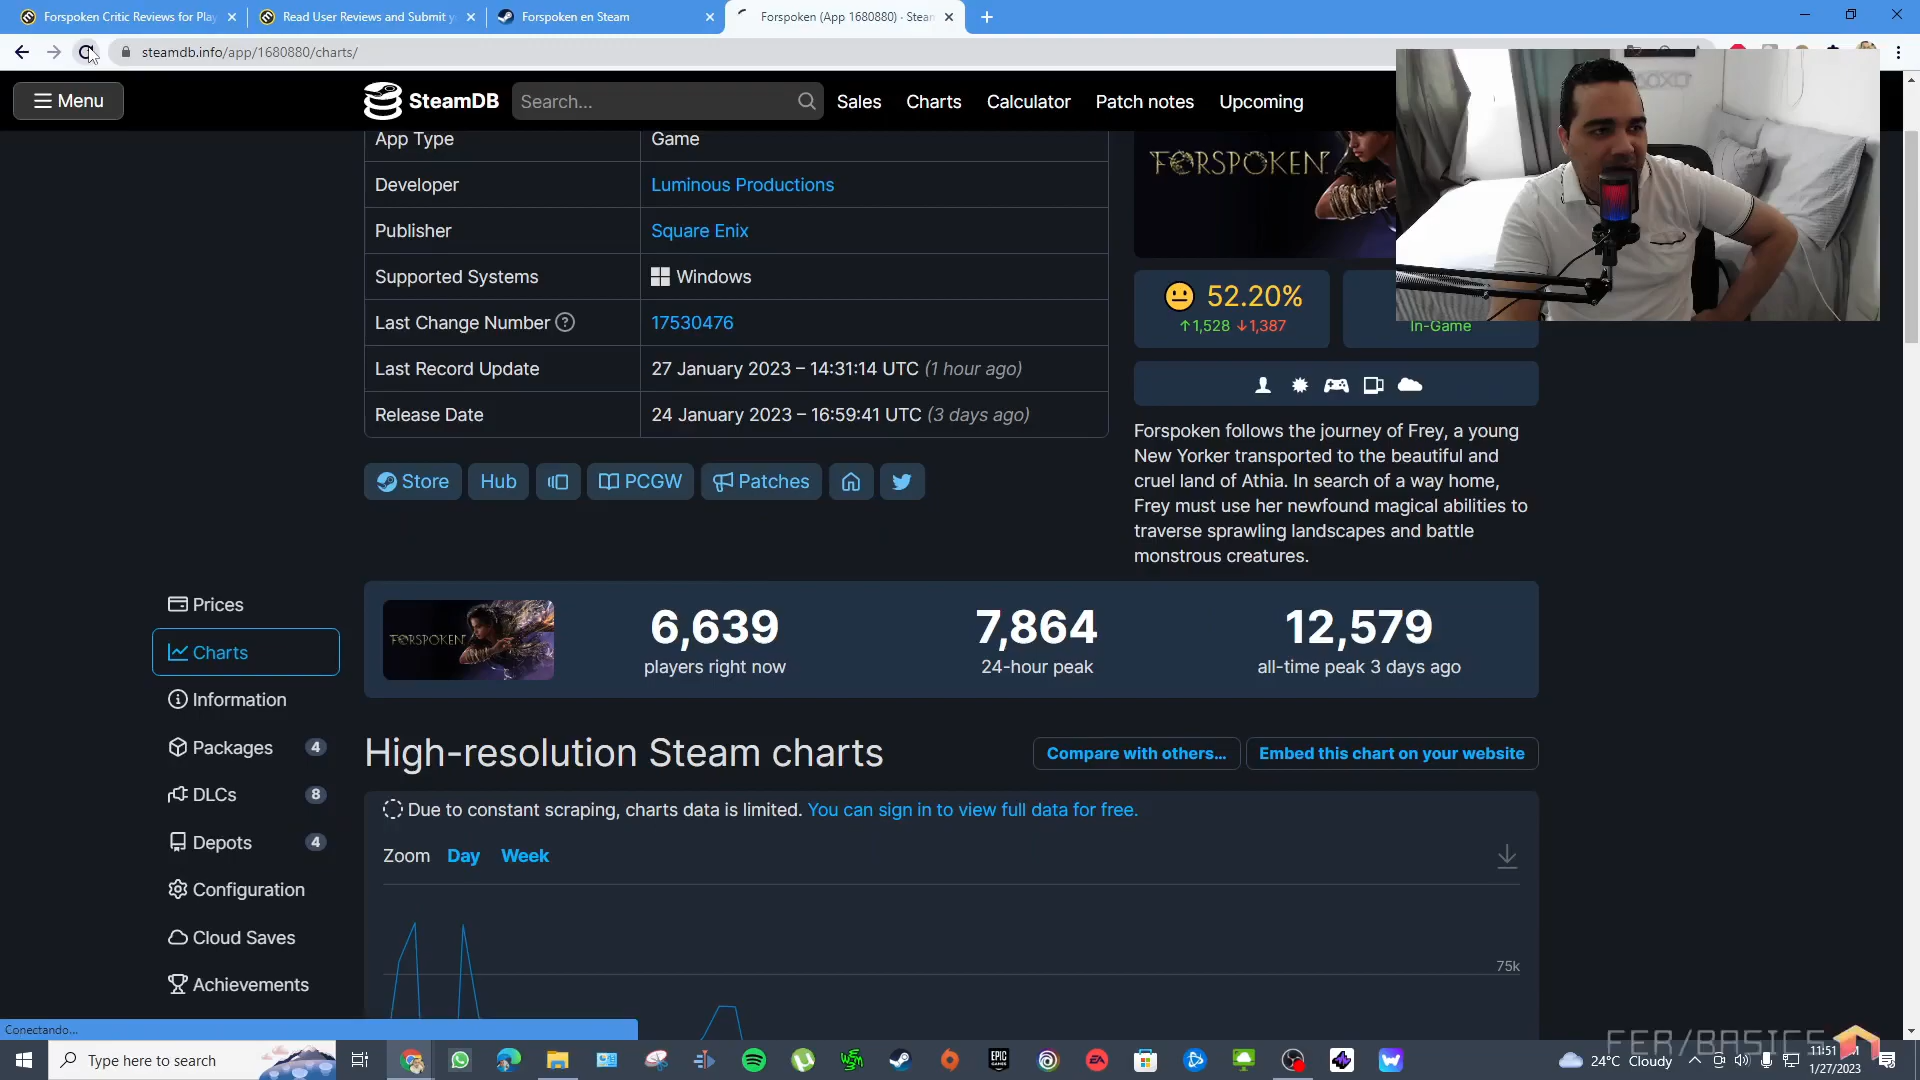 Forspoken Critic Reviews for Play
Read User Reviews and Submit y
Forspoken en Steam
Forspoken (App 1680880) · Stean
steamdb.info/app/1680880/charts/
Menu
SteamDB
Search...
Sales
Charts
Calculator
Patch notes
Upcoming
App Type
Game
Developer
Luminous Productions
Publisher
Square Enix
Supported Systems
Windows
Last Change Number
17530476
Last Record Update
27 January 2023 – 14:31:14 UTC (1 hour ago)
Release Date
24 January 2023 – 16:59:41 UTC (3 days ago)
FORSPOKEN
52.20%
↑1,528 ↓1,387
In-Game
Store
Hub
PCGW
Patches
Forspoken follows the journey of Frey, a young
New Yorker transported to the beautiful and
cruel land of Athia. In search of a way home,
Frey must use her newfound magical abilities to
traverse sprawling landscapes and battle
monstrous creatures.
Prices
Charts
Information
Packages 4
DLCs 8
Depots 4
Configuration
Cloud Saves
Achievements
FORSPOKEN
6,639
players right now
7,864
24-hour peak
12,579
all-time peak 3 days ago
High-resolution Steam charts
Compare with others...
Embed this chart on your website
Due to constant scraping, charts data is limited. You can sign in to view full data for free.
Zoom Day Week
75k
Conectando...
FER/BASICS
Type here to search
EPIC
GAMES
EA
24°C Cloudy
11:51
1/27/2023